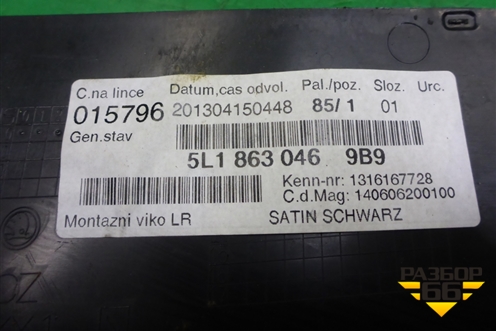 C.na lince Datum,cas odvol. Pal./poz. Sloz. Urc.
015796 201304150448 85/1 01
Gen.stav
5L1 863 046 9B9
Kenn-nr: 1316167728
C.d.Mag: 140606200100
Montazni viko LR SATIN SCHWARZ
РАЗБОР
66